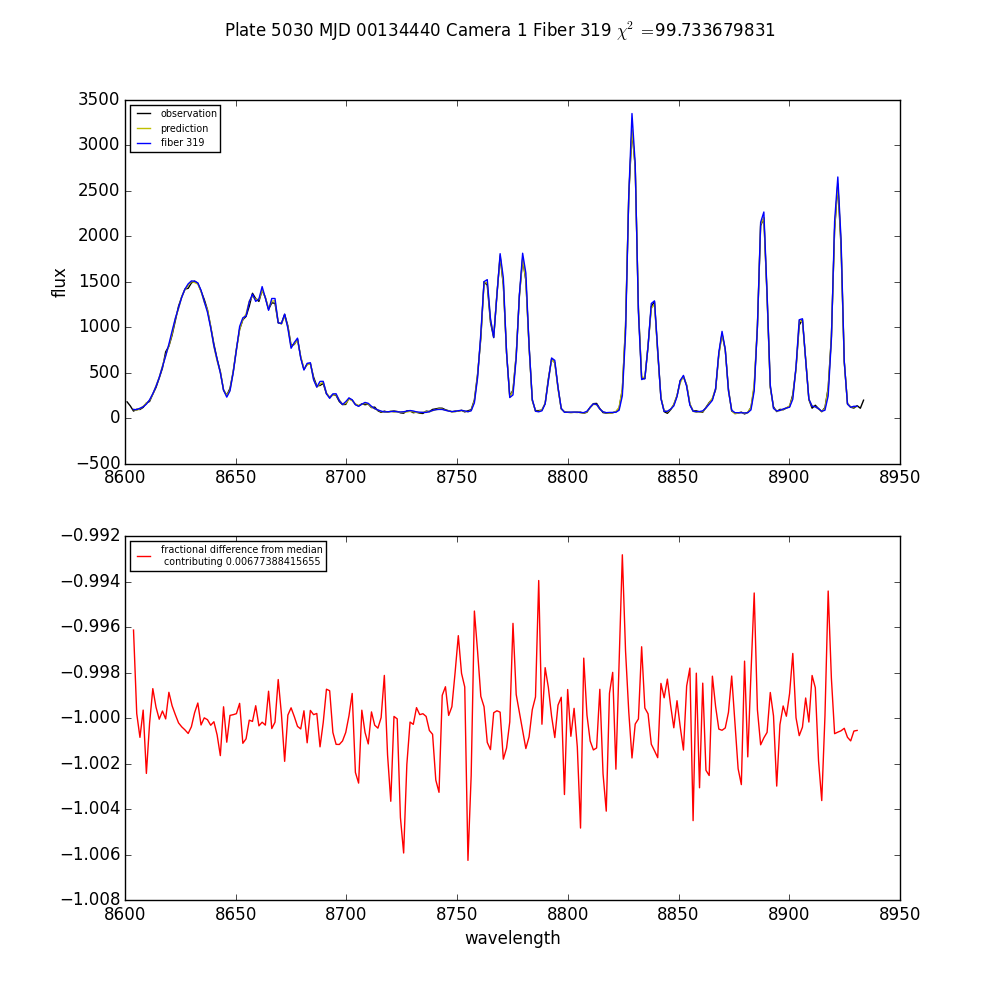 Plate 5030 MJD 00134440 Camera 1 Fiber 319 χ² =99.733679831
3500
3000
2500
2000
1500
1000
500
0
−500
flux
observation
prediction
fiber 319
8600 8650 8700 8750 8800 8850 8900 8950
−0.992
−0.994
−0.996
−0.998
−1.000
−1.002
−1.004
−1.006
−1.008
fractional difference from median
contributing 0.00677388415655
8600 8650 8700 8750 8800 8850 8900 8950
wavelength